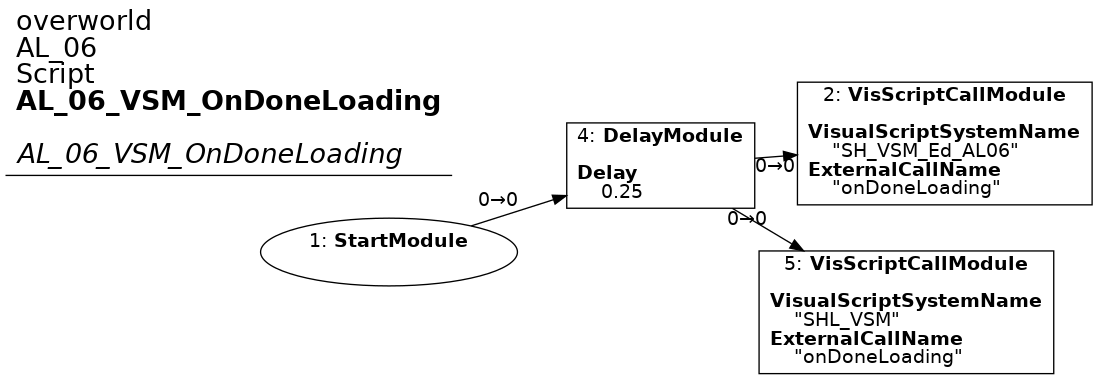 overworld
AL_06
Script
AL_06_VSM_OnDoneLoading
AL_06_VSM_OnDoneLoading
1: StartModule
0→0
4: DelayModule
Delay
0.25
0→0
0→0
2: VisScriptCallModule
VisualScriptSystemName
"SH_VSM_Ed_AL06"
ExternalCallName
"onDoneLoading"
5: VisScriptCallModule
VisualScriptSystemName
"SHL_VSM"
ExternalCallName
"onDoneLoading"